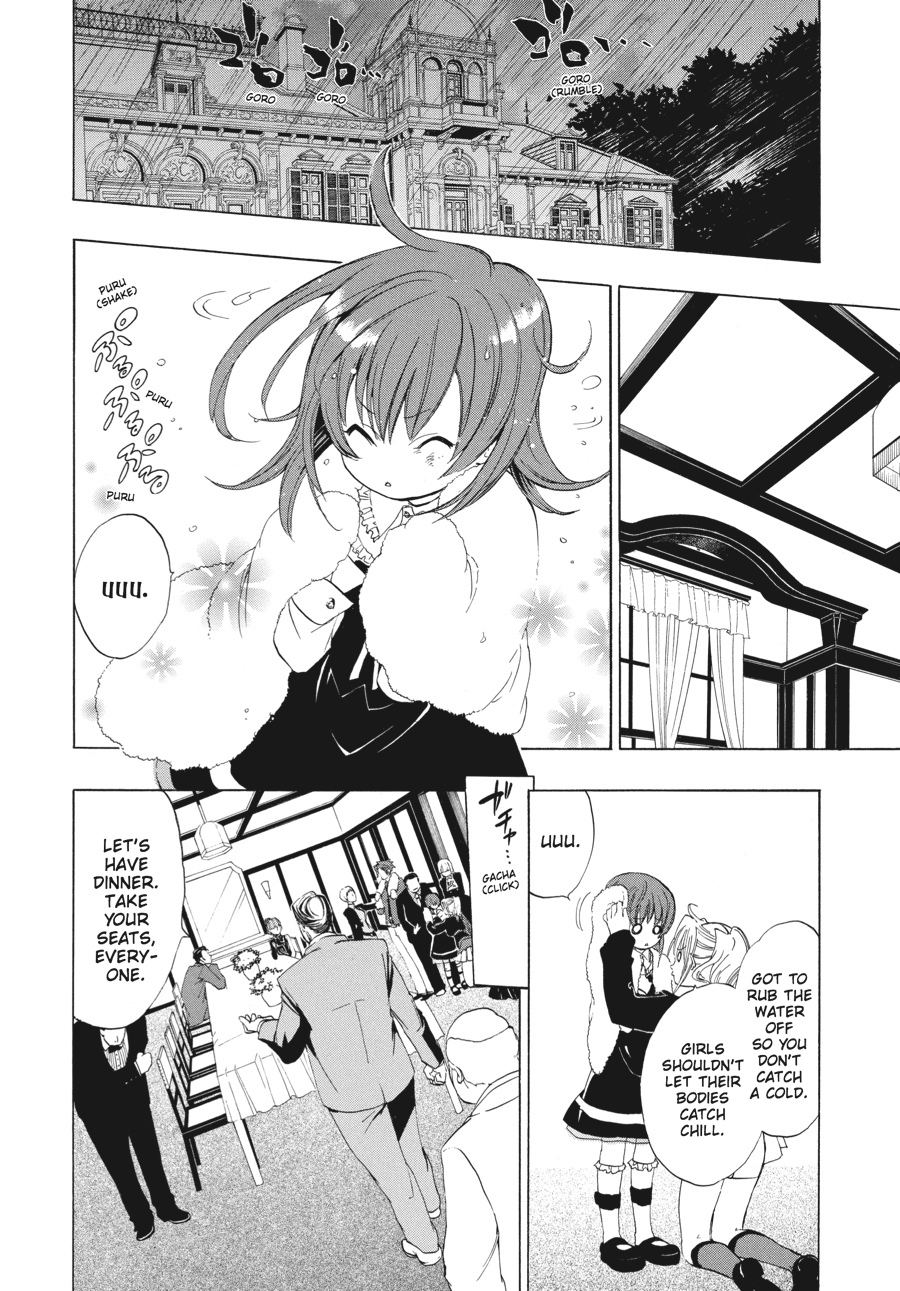 ゴロ
GORO
(RUMBLE)
ゴロ…
GORO
ゴロ
GORO
PURU
(SHAKE)
ぷるぷるぷる
PURU
PURU
UUU.
UUU.
GOT TO
RUB THE
WATER
OFF
SO YOU
DON'T
CATCH
A COLD.
GIRLS
SHOULDN'T
LET THEIR
BODIES
CATCH
CHILL.
ガチャ…
GACHA
(CLICK)
LET'S
HAVE
DINNER.
TAKE
YOUR
SEATS,
EVERY-
ONE.